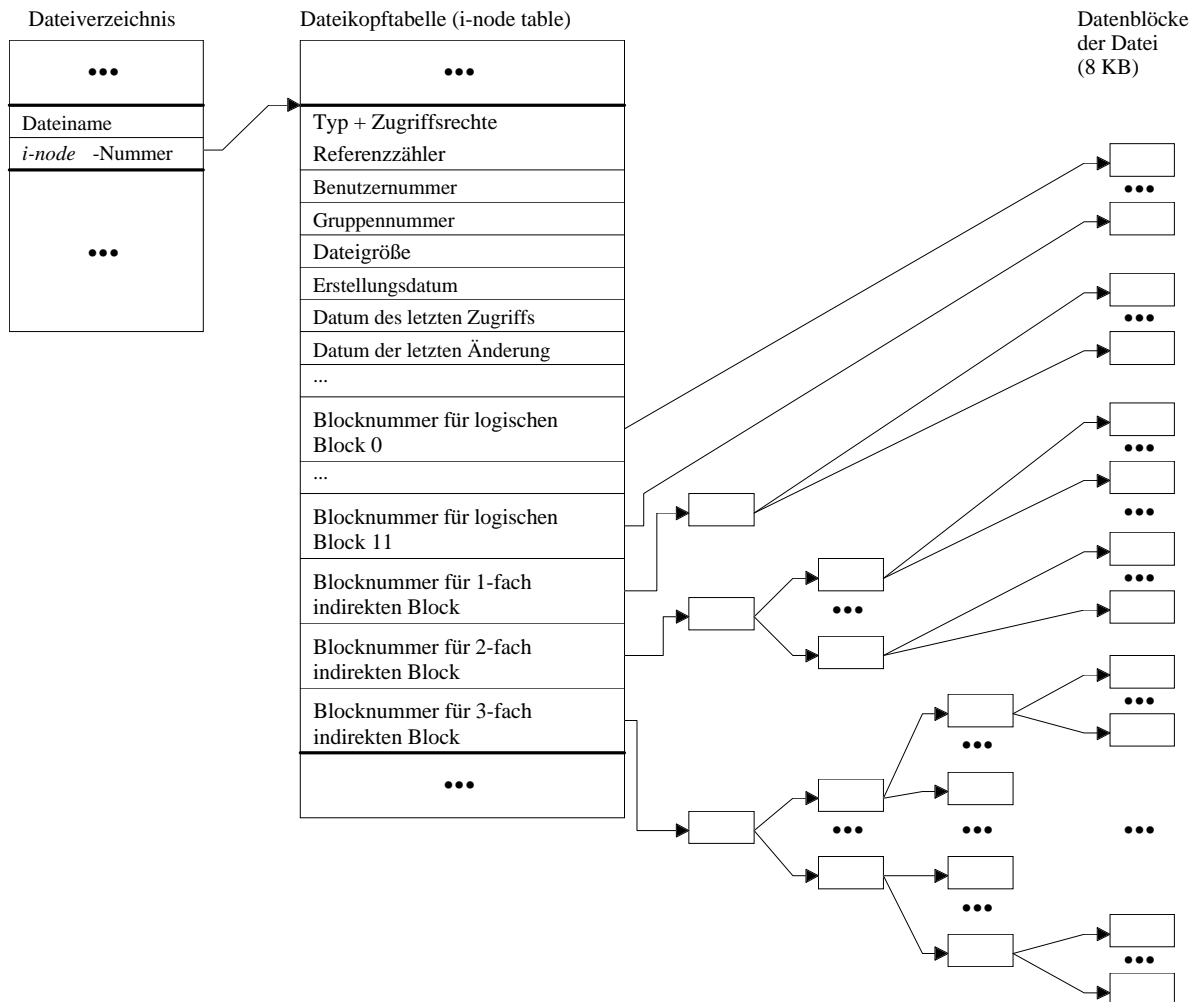 Dateiverzeichnis
•••
Dateiname
i-node -Nummer
•••
Dateikopftabelle (i-node table)
•••
Typ + Zugriffsrechte
Referenzzähler
Benutzernummer
Gruppennummer
Dateigröße
Erstellungsdatum
Datum des letzten Zugriffs
Datum der letzten Änderung
...
Blocknummer für logischen
Block 0
...
Blocknummer für logischen
Block 11
Blocknummer für 1-fach
indirekten Block
Blocknummer für 2-fach
indirekten Block
Blocknummer für 3-fach
indirekten Block
•••
Datenblöcke
der Datei
(8 KB)